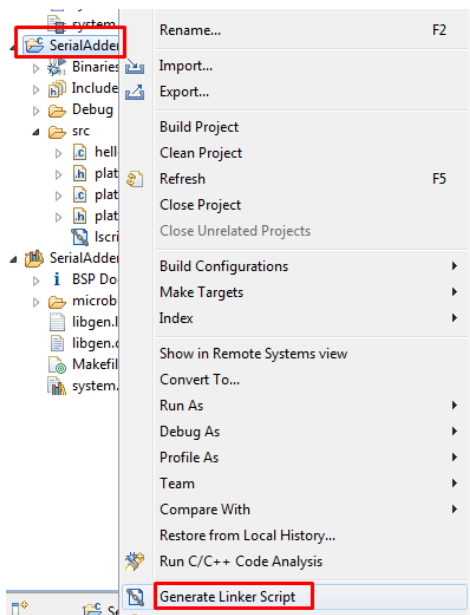 system
SerialAdder
Binaries
Include
Debug
src
.c hell
.h plat
.c plat
.h plat
lscri
SerialAdder
BSP Do
microb
libgen.l
libgen.
Makefil
system.
Se
Rename... F2
Import...
Export...
Build Project
Clean Project
Refresh F5
Close Project
Close Unrelated Projects
Build Configurations
Make Targets
Index
Show in Remote Systems view
Convert To...
Run As
Debug As
Profile As
Team
Compare With
Restore from Local History...
Run C/C++ Code Analysis
Generate Linker Script